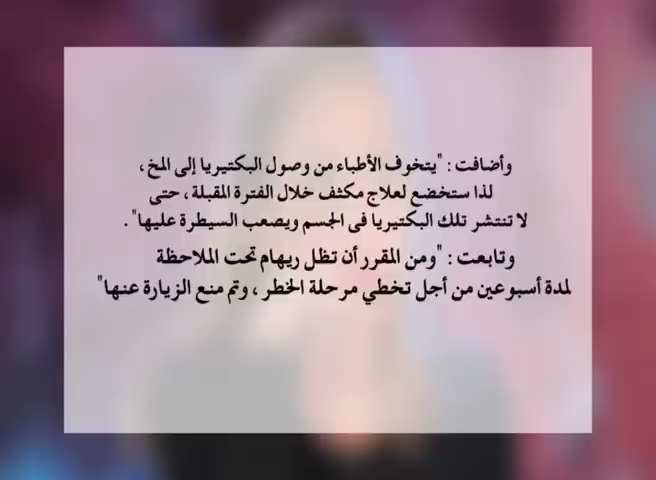 وأضافت : "يتخوف الأطباء من وصول البكتيريا إلى المخ ،
لذا ستخضع لعلاج مكثف خلال الفترة المقبلة ، حتى
لا تنتشر تلك البكتيريا فى الجسم ويصعب السيطرة عليها" .
وتابعت : "ومن المقرر أن تظل ريهام تحت الملاحظة
لمدة أسبوعين من أجل تخطي مرحلة الخطر ، وتم منع الزيارة عنها"